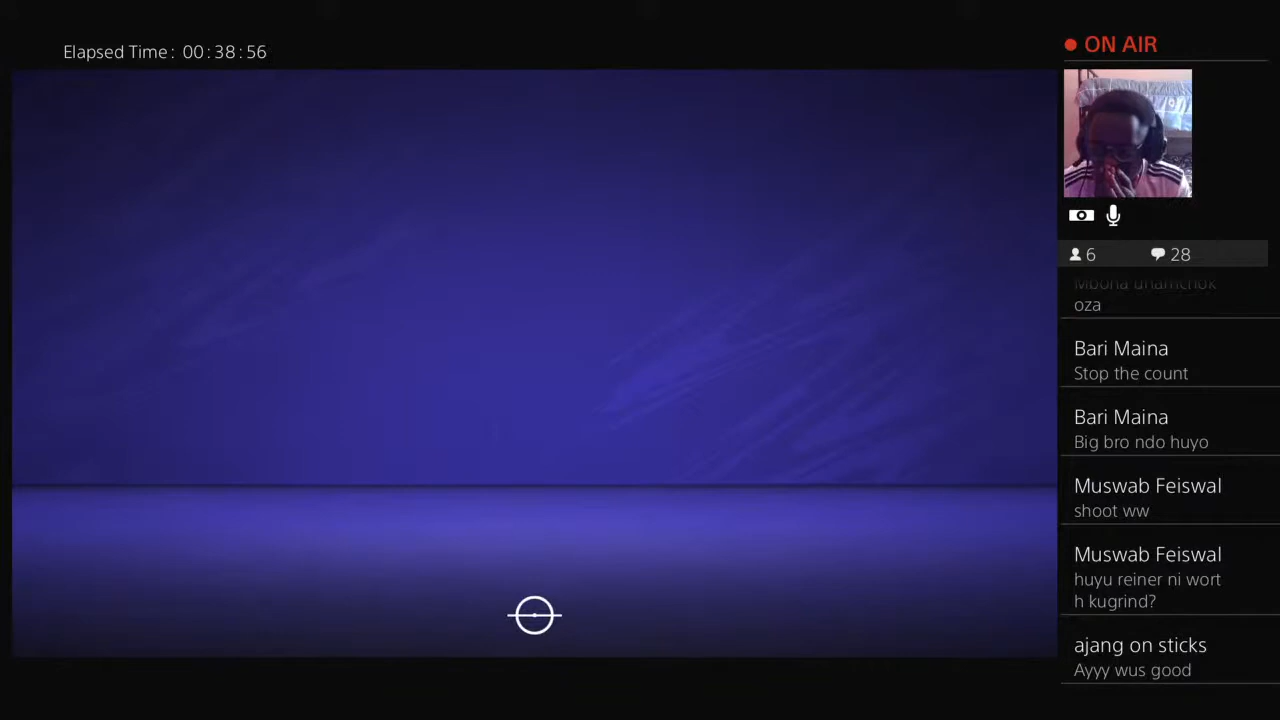 Elapsed Time: 00:38:56
ON AIR
6 28
oza
Bari Maina
Stop the count
Bari Maina
Big bro ndo huyo
Muswab Feiswal
shoot ww
Muswab Feiswal
huyu reiner ni wort
h kugrind?
ajang on sticks
Ayyy wus good